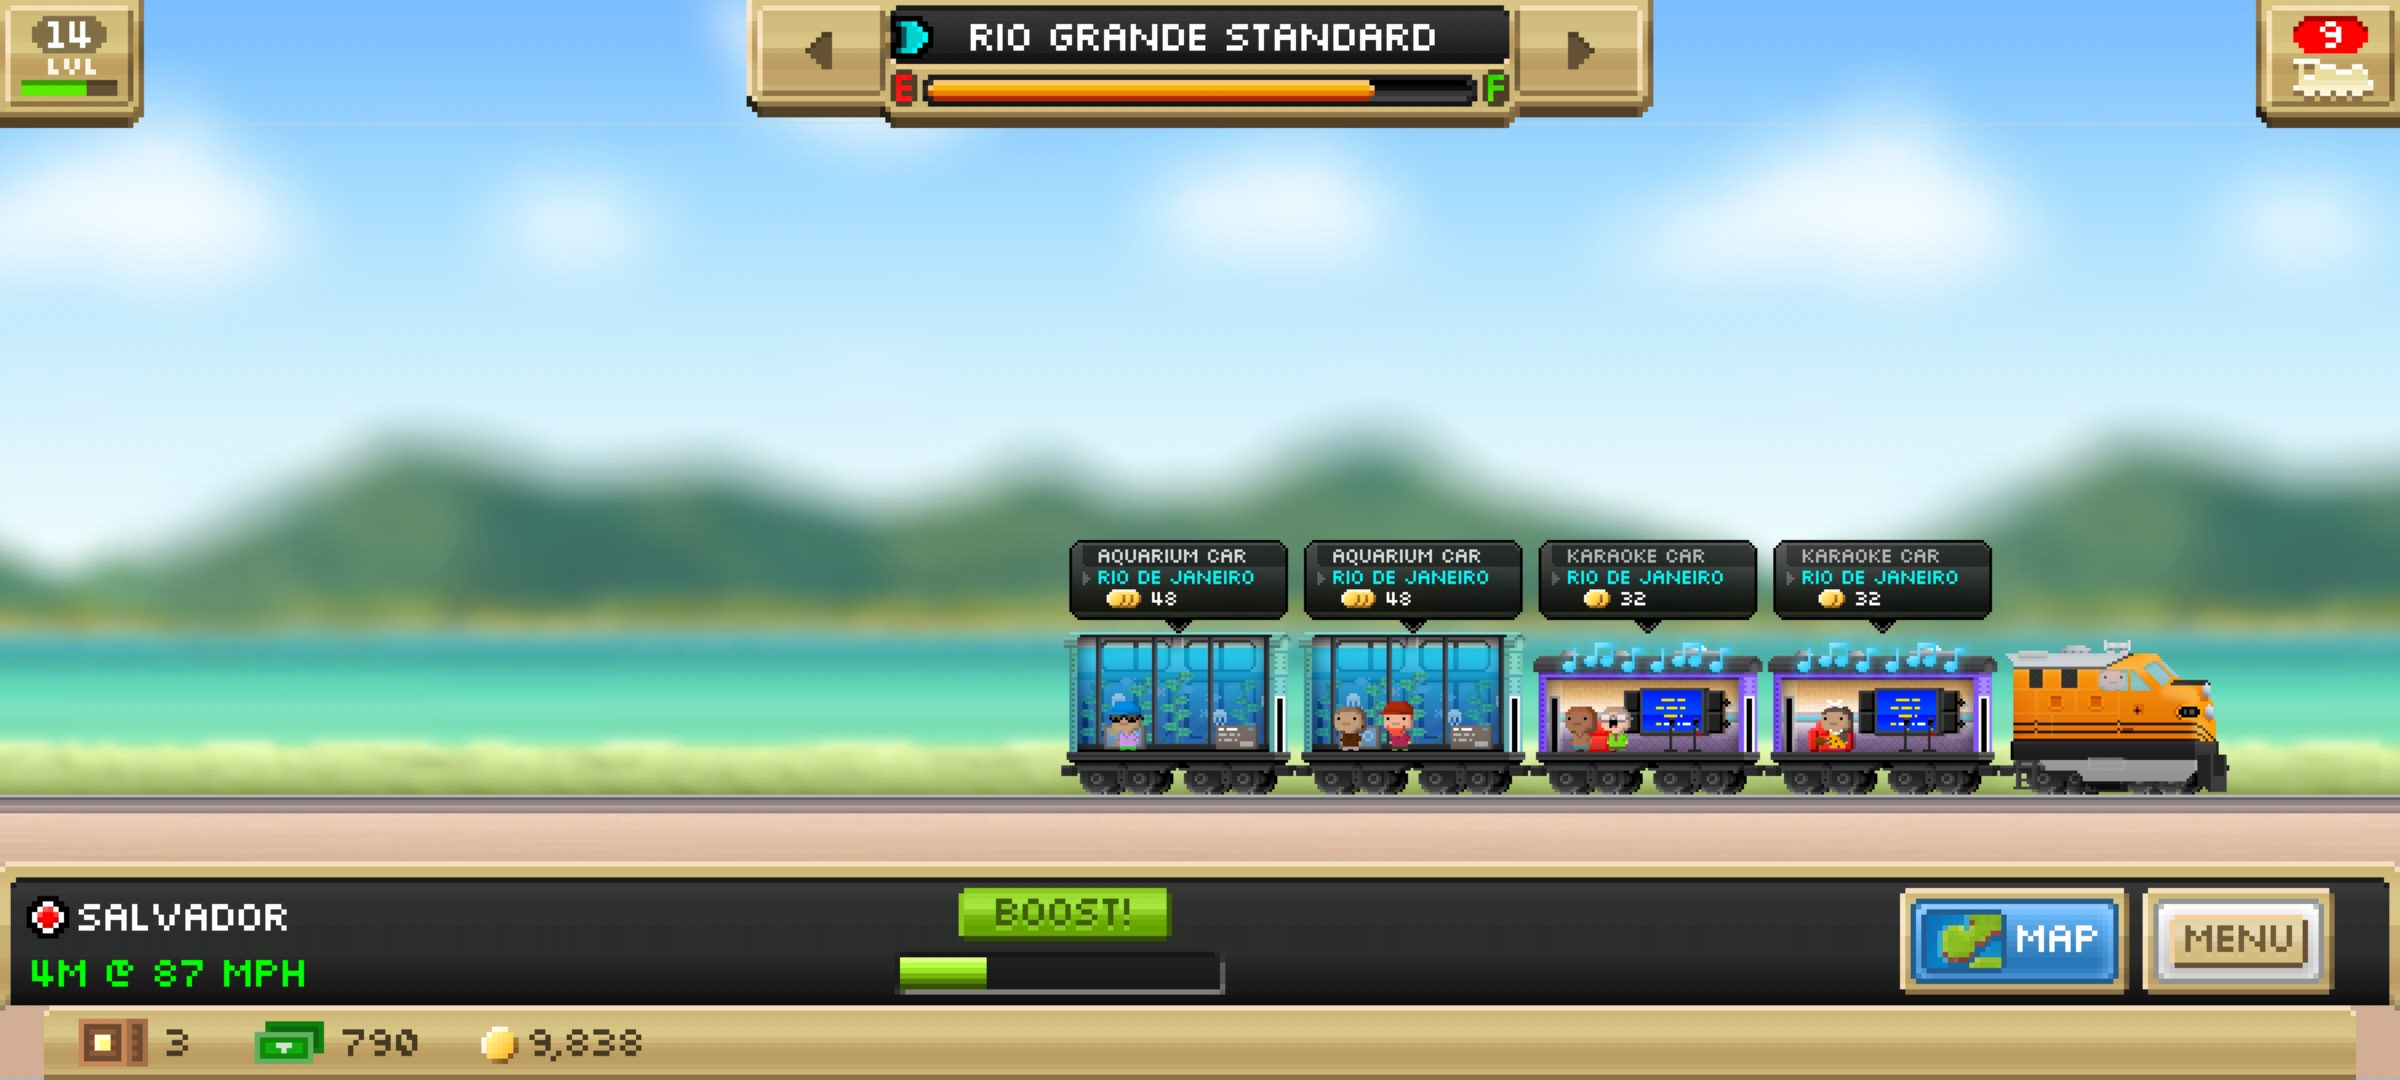 14
LVL
RIO GRANDE STANDARD
E F
9
AQUARIUM CAR
RIO DE JANEIRO
48
AQUARIUM CAR
RIO DE JANEIRO
48
KARAOKE CAR
RIO DE JANEIRO
32
KARAOKE CAR
RIO DE JANEIRO
32
SALVADOR
4M @ 87 MPH
BOOST!
MAP
MENU
3
790
9,838